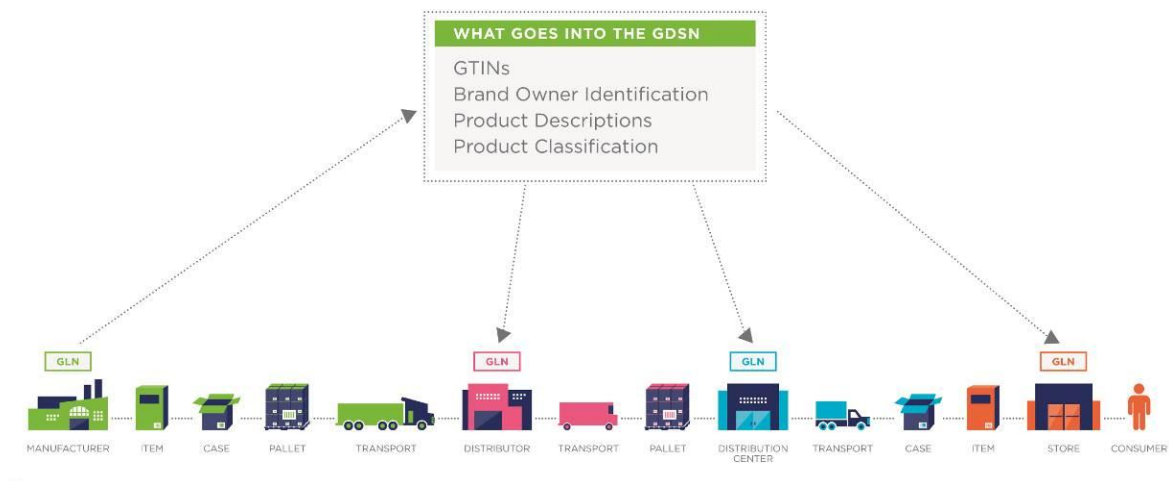 WHAT GOES INTO THE GDSN
GTINs
Brand Owner Identification
Product Descriptions
Product Classification
GLN
GLN
GLN
GLN
MANUFACTURER
ITEM
CASE
PALLET
TRANSPORT
DISTRIBUTOR
TRANSPORT
PALLET
DISTRIBUTION
CENTER
TRANSPORT
CASE
ITEM
STORE
CONSUMER